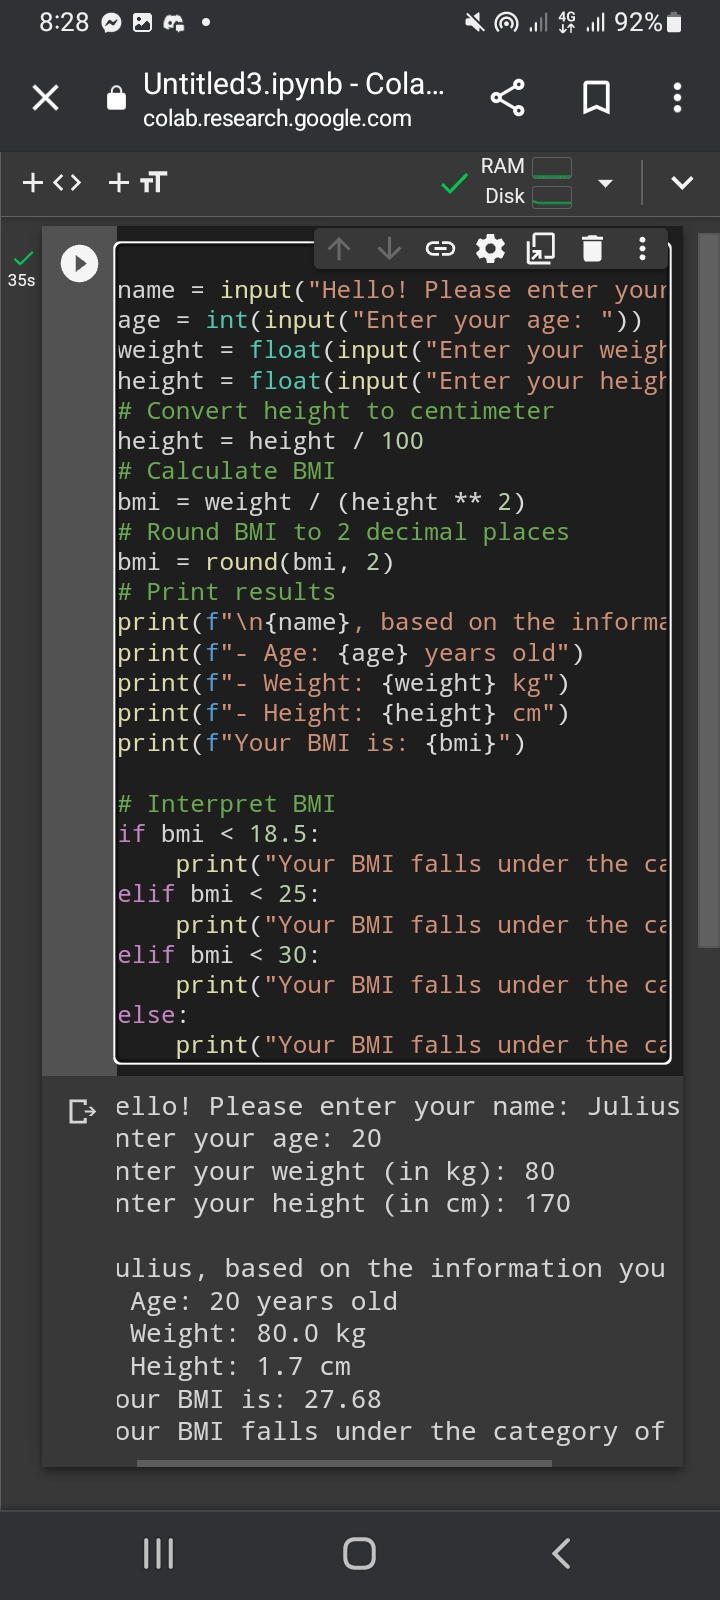 8:28
4G
92%
Untitled3.ipynb - Cola...
colab.research.google.com
RAM
Disk
35s
name = input("Hello! Please enter your
age = int(input("Enter your age: "))
weight = float(input("Enter your weigh
height = float(input("Enter your heigh
# Convert height to centimeter
height = height / 100
# Calculate BMI
bmi = weight / (height ** 2)
# Round BMI to 2 decimal places
bmi = round(bmi, 2)
# Print results
print(f"\n{name}, based on the informa
print(f"- Age: {age} years old")
print(f"- Weight: {weight} kg")
print(f"- Height: {height} cm")
print(f"Your BMI is: {bmi}")
# Interpret BMI
if bmi < 18.5:
    print("Your BMI falls under the ca
elif bmi < 25:
    print("Your BMI falls under the ca
elif bmi < 30:
    print("Your BMI falls under the ca
else:
    print("Your BMI falls under the ca
ello! Please enter your name: Julius
nter your age: 20
nter your weight (in kg): 80
nter your height (in cm): 170
ulius, based on the information you
Age: 20 years old
Weight: 80.0 kg
Height: 1.7 cm
our BMI is: 27.68
our BMI falls under the category of